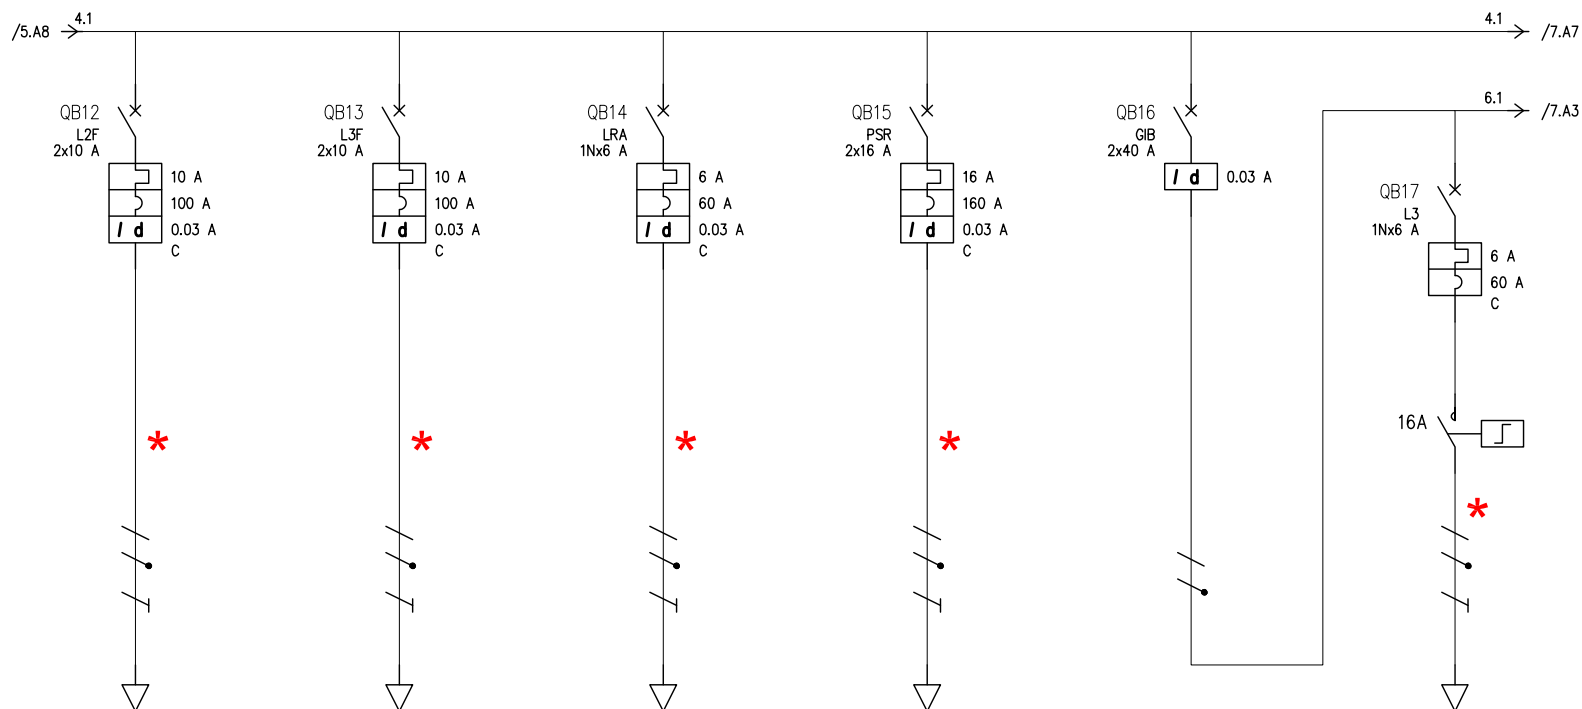 /5.A8
4.1
4.1
/7.A7
6.1
/7.A3
QB12
L2F
2x10 A
10 A
100 A
I d
0.03 A
C
QB13
L3F
2x10 A
10 A
100 A
I d
0.03 A
C
QB14
LRA
1Nx6 A
6 A
60 A
I d
0.03 A
C
QB15
PSR
2x16 A
16 A
160 A
I d
0.03 A
C
QB16
GIB
2x40 A
I d
0.03 A
QB17
L3
1Nx6 A
6 A
60 A
C
16A
*
*
*
*
*